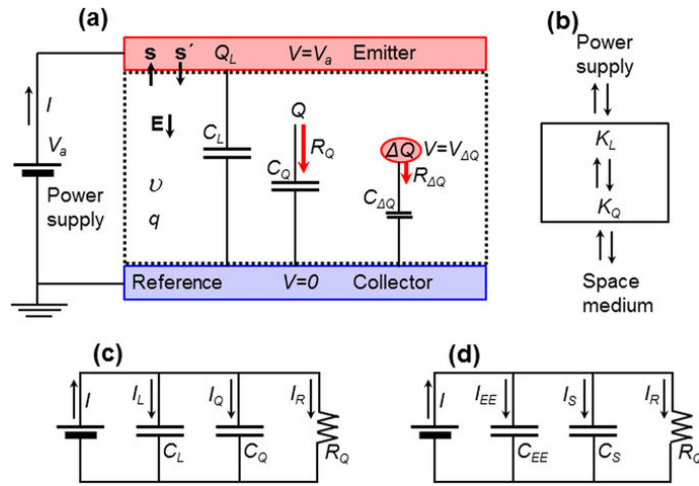 (a)
s s´ Q_L V=V_a Emitter
I
V_a
Power
supply
E
υ
q
C_L
Q
R_Q
C_Q
ΔQ V=V_ΔQ
R_ΔQ
C_ΔQ
Reference V=0 Collector
(b)
Power
supply
K_L
K_Q
Space
medium
(c)
I I_L I_Q I_R
C_L C_Q R_Q
(d)
I I_EE I_S I_R
C_EE C_S R_Q